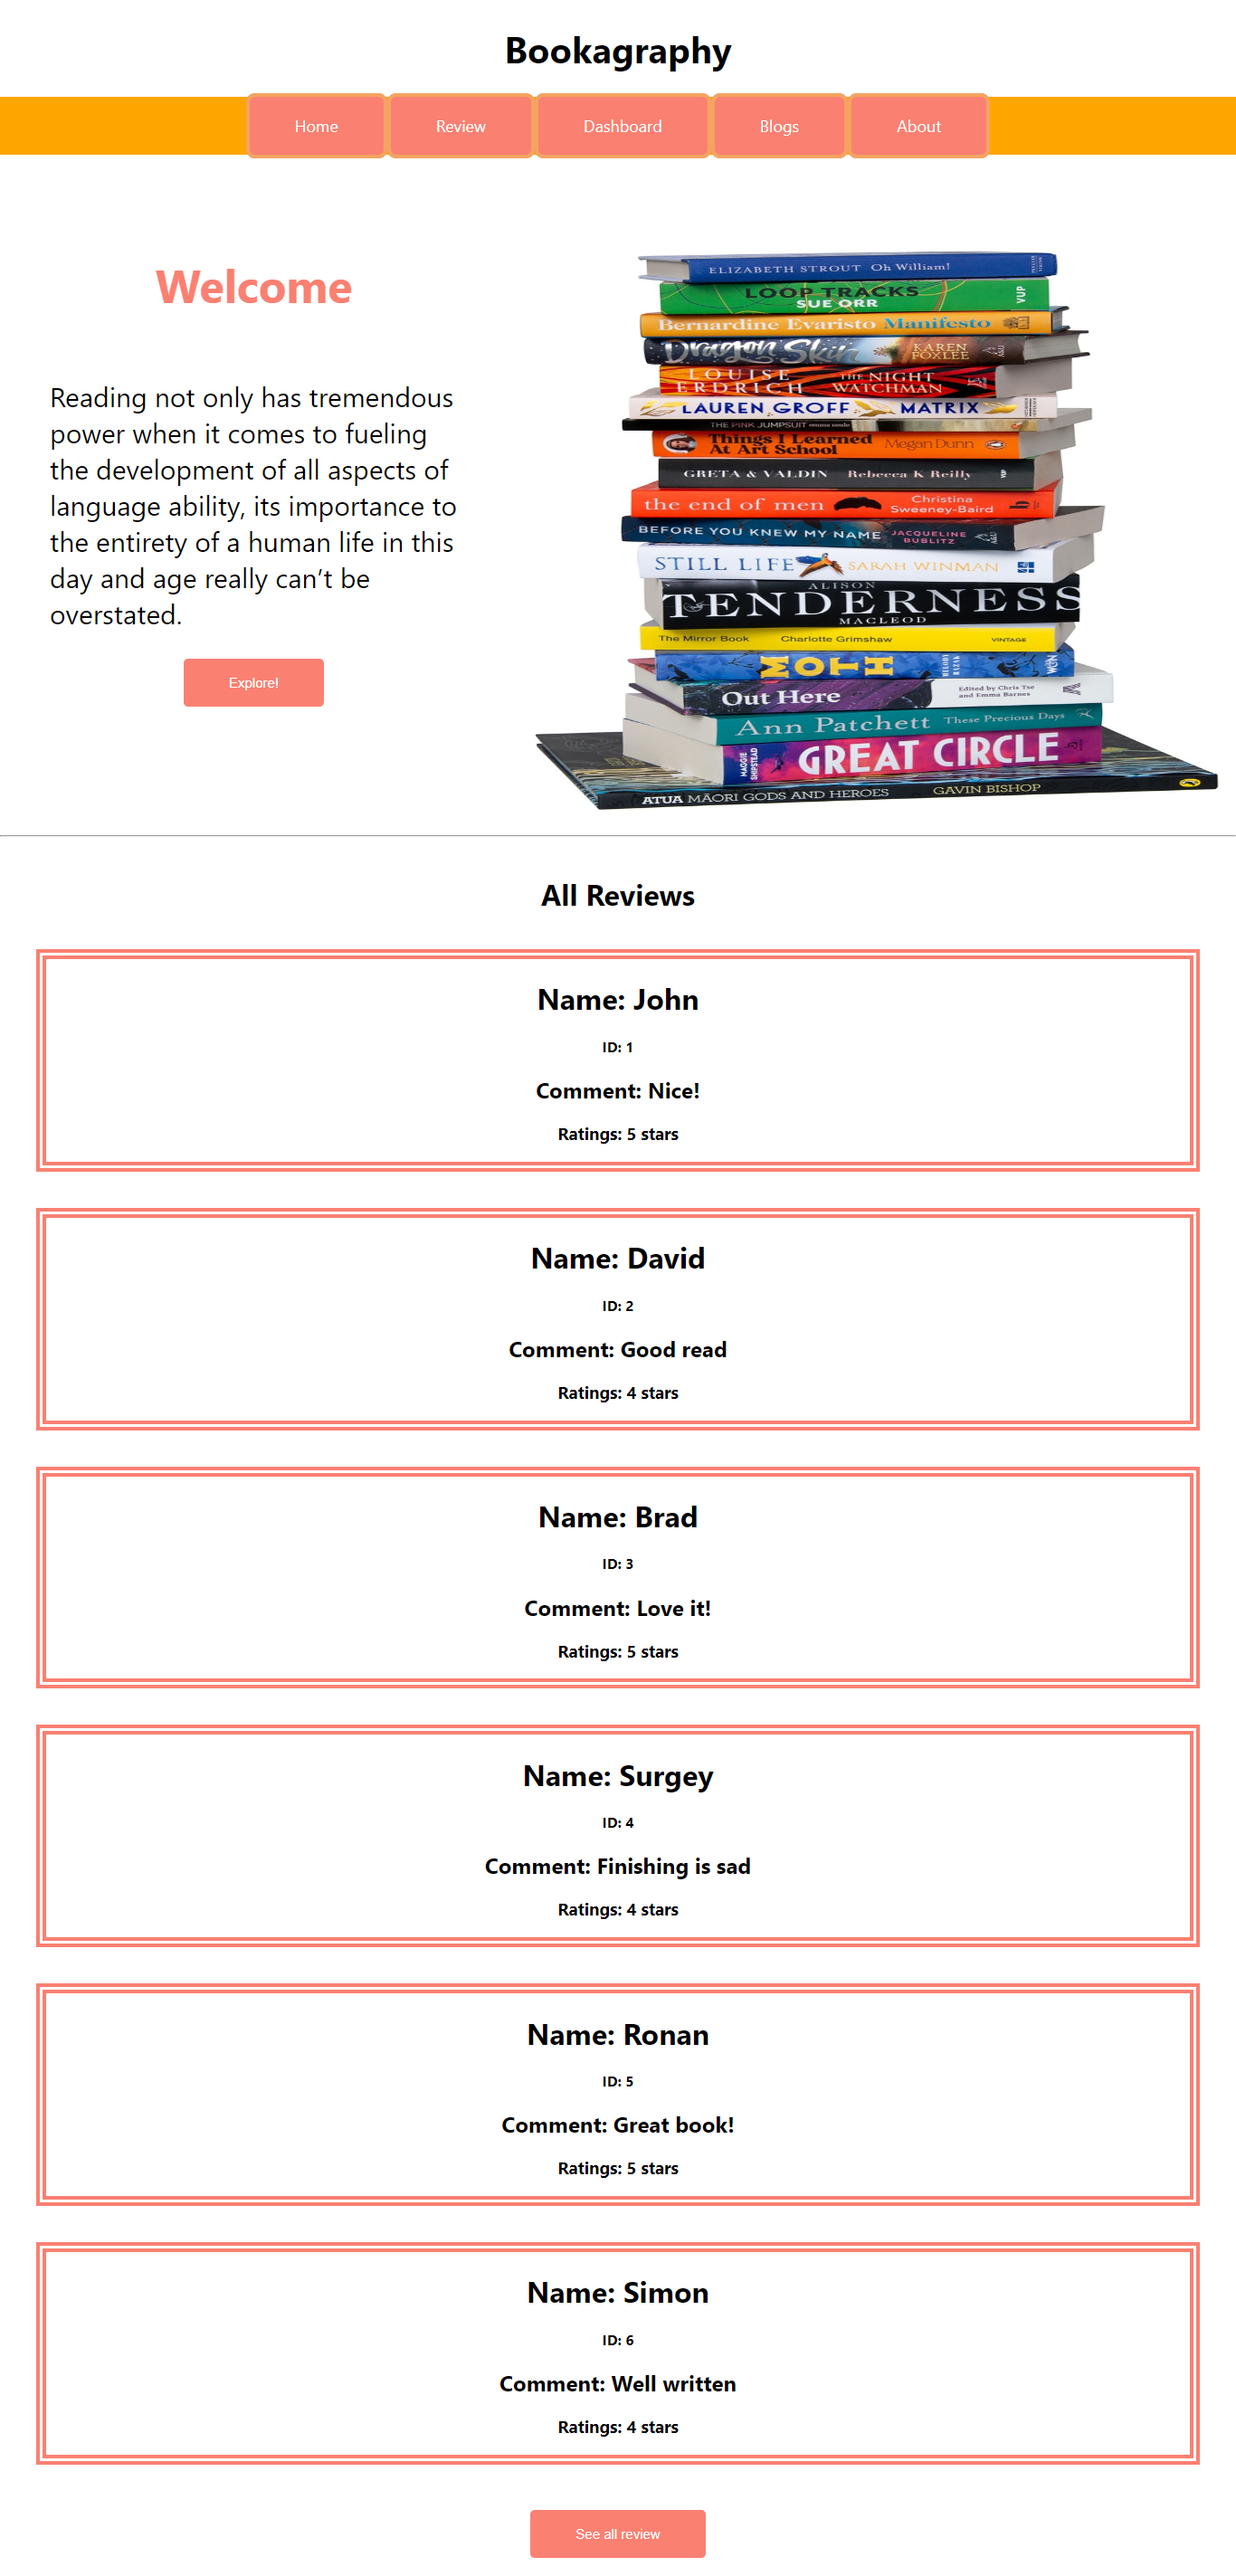 Bookagraphy
Home Review Dashboard Blogs About
Welcome
Reading not only has tremendous
power when it comes to fueling
the development of all aspects of
language ability, its importance to
the entirety of a human life in this
day and age really can’t be
overstated.
Explore!
ELIZABETH STROUT Oh William!
LOOP TRACKS
SUE ORR
VUP
Bernardine Evaristo Manifesto
Dragon Skin KAREN
FOXLEE
LOUISE
ERDRICH THE NIGHT
WATCHMAN
LAUREN GROFF MATRIX
THE PINK JUMPSUIT
Things I Learned
At Art School Megan Dunn
GRETA & VALDIN Rebecca K Reilly VUP
the end of men Christina
Sweeney-Baird
BEFORE YOU KNEW MY NAME JACQUELINE
BUBLITZ
STILL LIFE SARAH WINMAN
ALISON
TENDERNESS
MACLEOD
The Mirror Book Charlotte Grimshaw VINTAGE
MOTH MELODY
RAZAK
Out Here Edited by Chris Tse
and Emma Barnes
Ann Patchett These Precious Days
MAGGIE
SHIPSTEAD GREAT CIRCLE
ATUA MĀORI GODS AND HEROES GAVIN BISHOP
All Reviews
Name: John
ID: 1
Comment: Nice!
Ratings: 5 stars
Name: David
ID: 2
Comment: Good read
Ratings: 4 stars
Name: Brad
ID: 3
Comment: Love it!
Ratings: 5 stars
Name: Surgey
ID: 4
Comment: Finishing is sad
Ratings: 4 stars
Name: Ronan
ID: 5
Comment: Great book!
Ratings: 5 stars
Name: Simon
ID: 6
Comment: Well written
Ratings: 4 stars
See all review